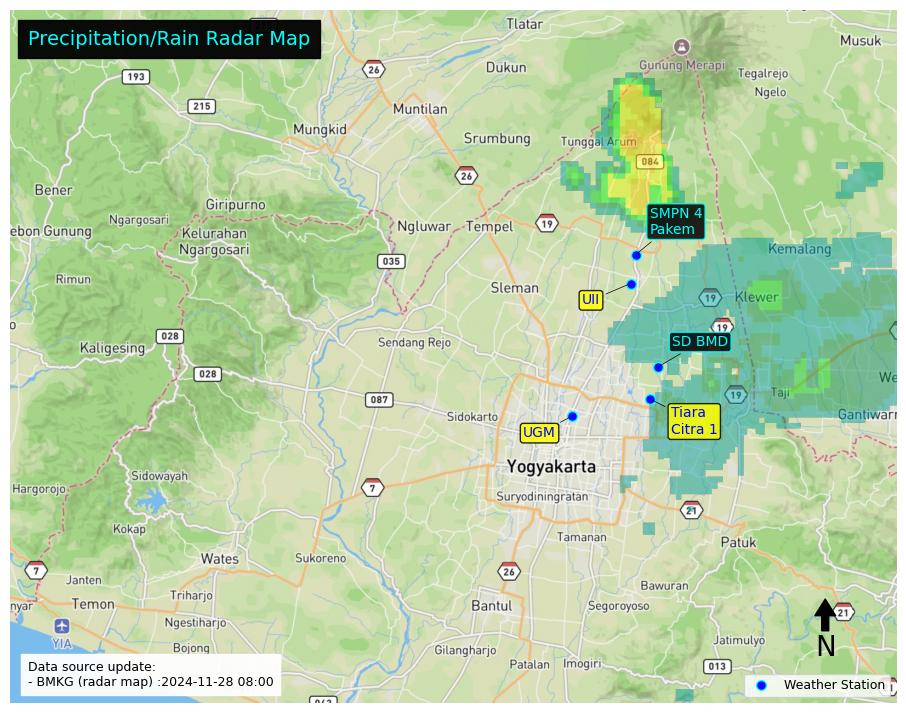 Precipitation/Rain Radar Map
Tlatar
Musuk
26
Dukun
Gunung Merapi
Tegalrejo
193
Ngelo
215
Muntilan
Mungkid
Srumbung
Tunggal Arum
084
26
Bener
Giripurno
Ngargosari
SMPN 4
Pakem
ebon Gunung
Kelurahan
Ngargosari
Ngluwar
Tempel
19
Kemalang
035
Rimun
Sleman
UII
19
Klewer
19
028
Kaligesing
Sendang Rejo
SD BMD
028
We
087
Taji
19
Sidokarto
UGM
Tiara
Citra 1
Gantiwarn
Yogyakarta
Sidowayah
Hargorojo
7
Suryodiningratan
21
Kokap
Tamanan
Patuk
Wates
Sukoreno
7
26
Janten
Triharjo
Bawuran
nyar
Temon
Bantul
Segoroyoso
21
Ngestiharjo
YIA
Bojong
Gilangharjo
Jatimulyo
N
Patalan
Imogiri
013
Data source update:
- BMKG (radar map) :2024-11-28 08:00
Weather Station